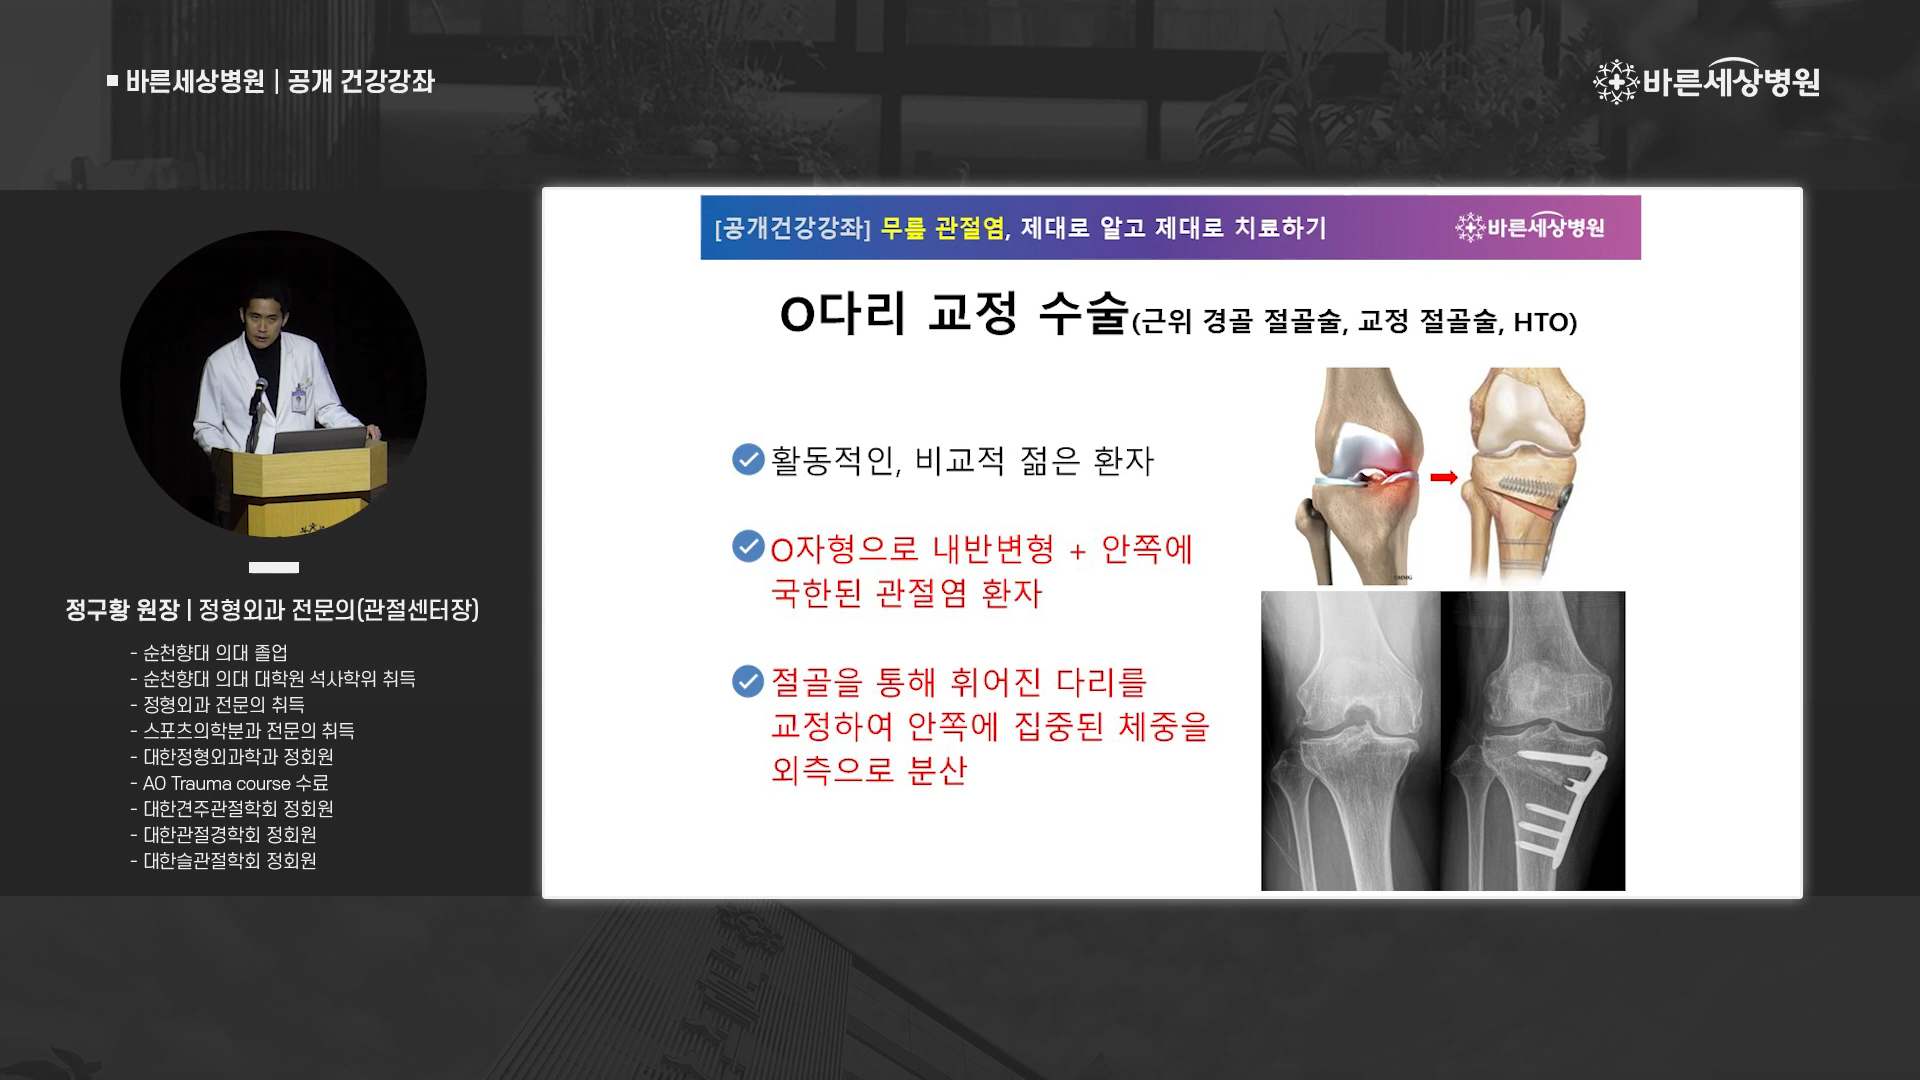 바른세상병원 | 공개 건강강좌
바른세상병원
[공개건강강좌] 무릎 관절염, 제대로 알고 제대로 치료하기
바른세상병원
O다리 교정 수술(근위 경골 절골술, 교정 절골술, HTO)
활동적인, 비교적 젊은 환자
O자형으로 내반변형 + 안쪽에
국한된 관절염 환자
절골을 통해 휘어진 다리를
교정하여 안쪽에 집중된 체중을
외측으로 분산
정구황 원장 | 정형외과 전문의(관절센터장)
- 순천향대 의대 졸업
- 순천향대 의대 대학원 석사학위 취득
- 정형외과 전문의 취득
- 스포츠의학분과 전문의 취득
- 대한정형외과학과 정회원
- AO Trauma course 수료
- 대한견주관절학회 정회원
- 대한관절경학회 정회원
- 대한슬관절학회 정회원